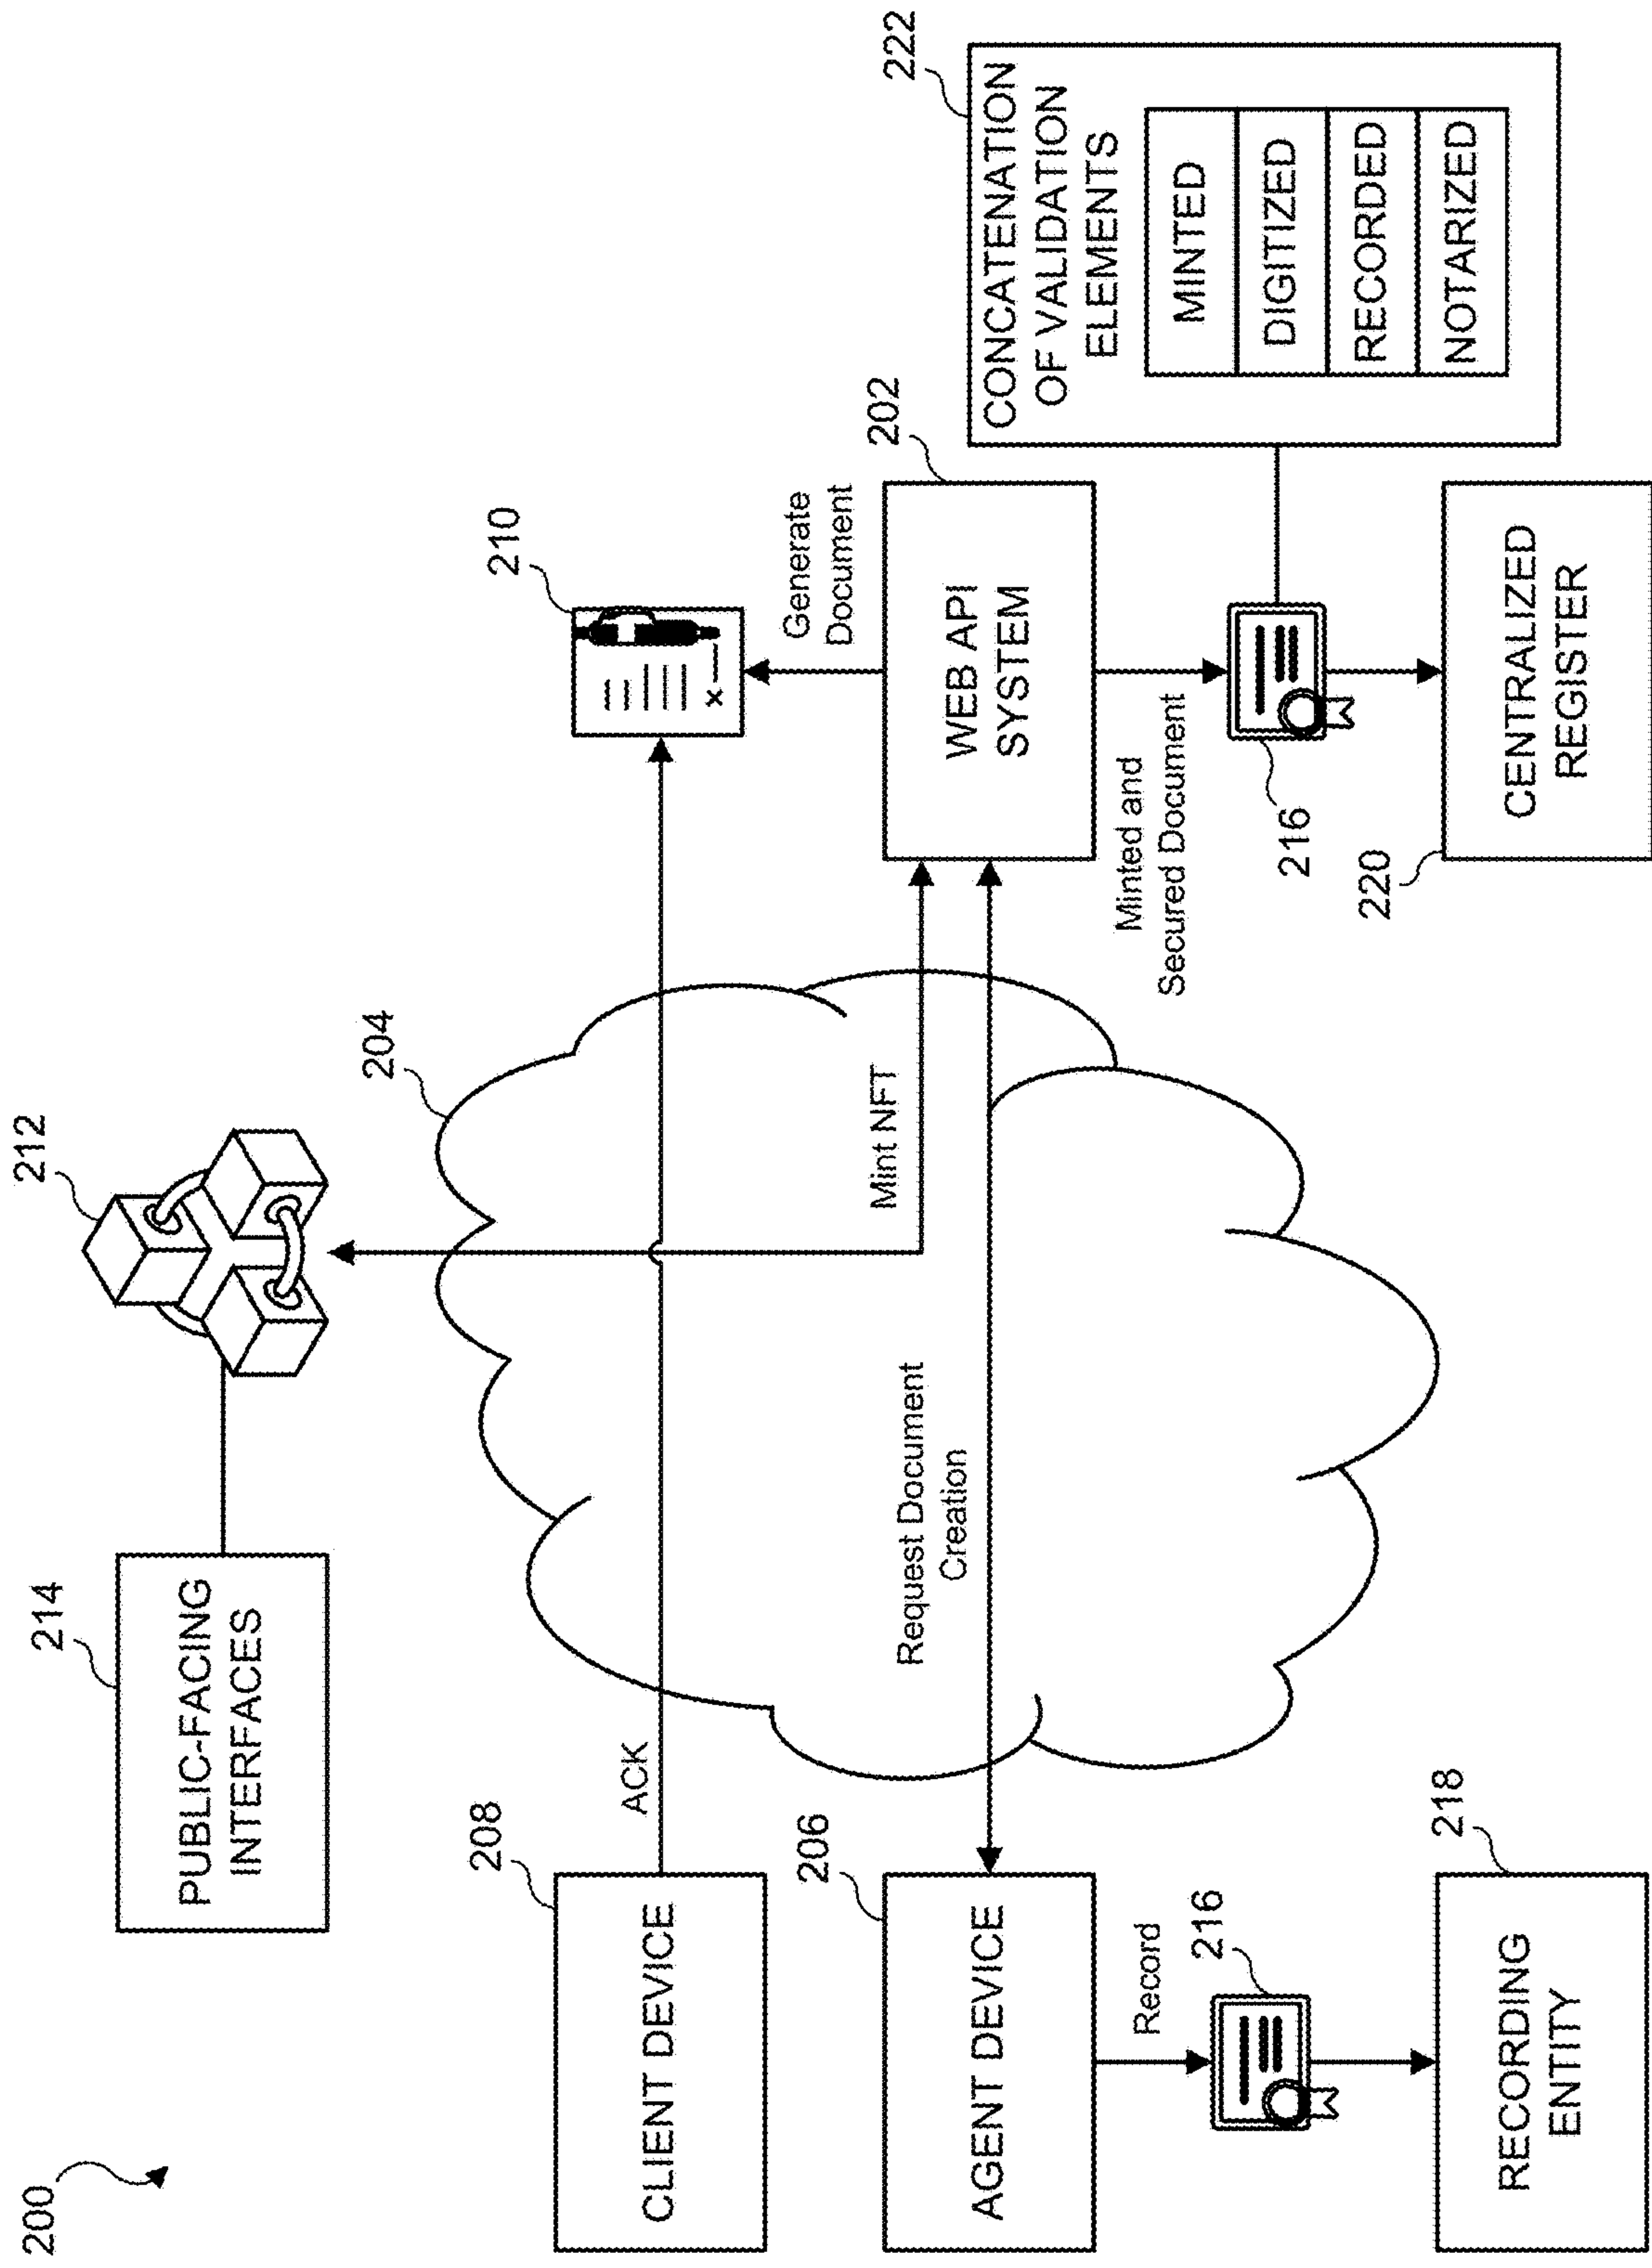 200
212
214
PUBLIC-FACING
INTERFACES
204
208
CLIENT DEVICE
ACK
210
x
Generate
Document
Mint NFT
206
AGENT DEVICE
Request Document
Creation
202
WEB API
SYSTEM
222
CONCATENATION
OF VALIDATION
ELEMENTS
MINTED
DIGITIZED
RECORDED
NOTARIZED
Record
216
Minted and
Secured Document
216
218
RECORDING
ENTITY
220
CENTRALIZED
REGISTER